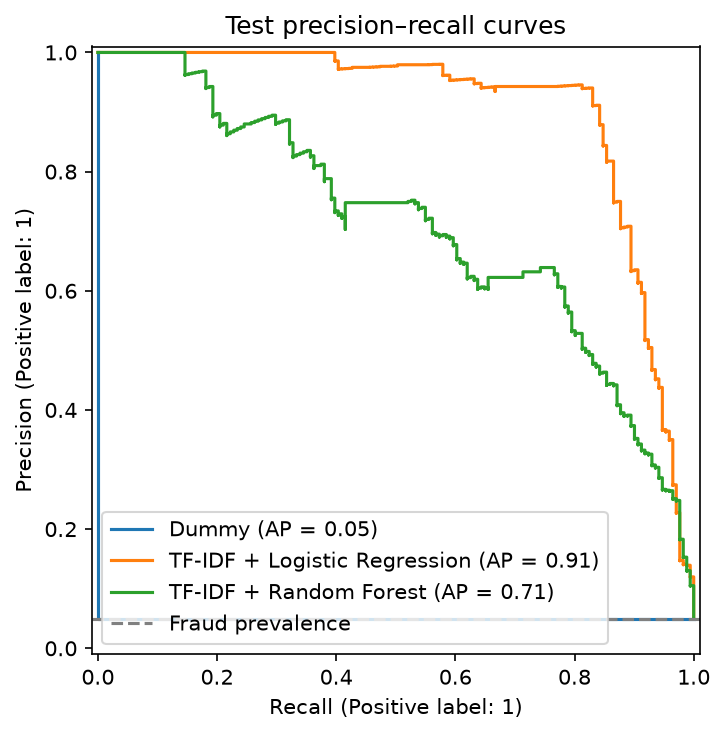 Test precision–recall curves
Precision (Positive label: 1)
1.0
0.8
0.6
0.4
0.2
0.0
Dummy (AP = 0.05)
TF-IDF + Logistic Regression (AP = 0.91)
TF-IDF + Random Forest (AP = 0.71)
Fraud prevalence
0.0 0.2 0.4 0.6 0.8 1.0
Recall (Positive label: 1)